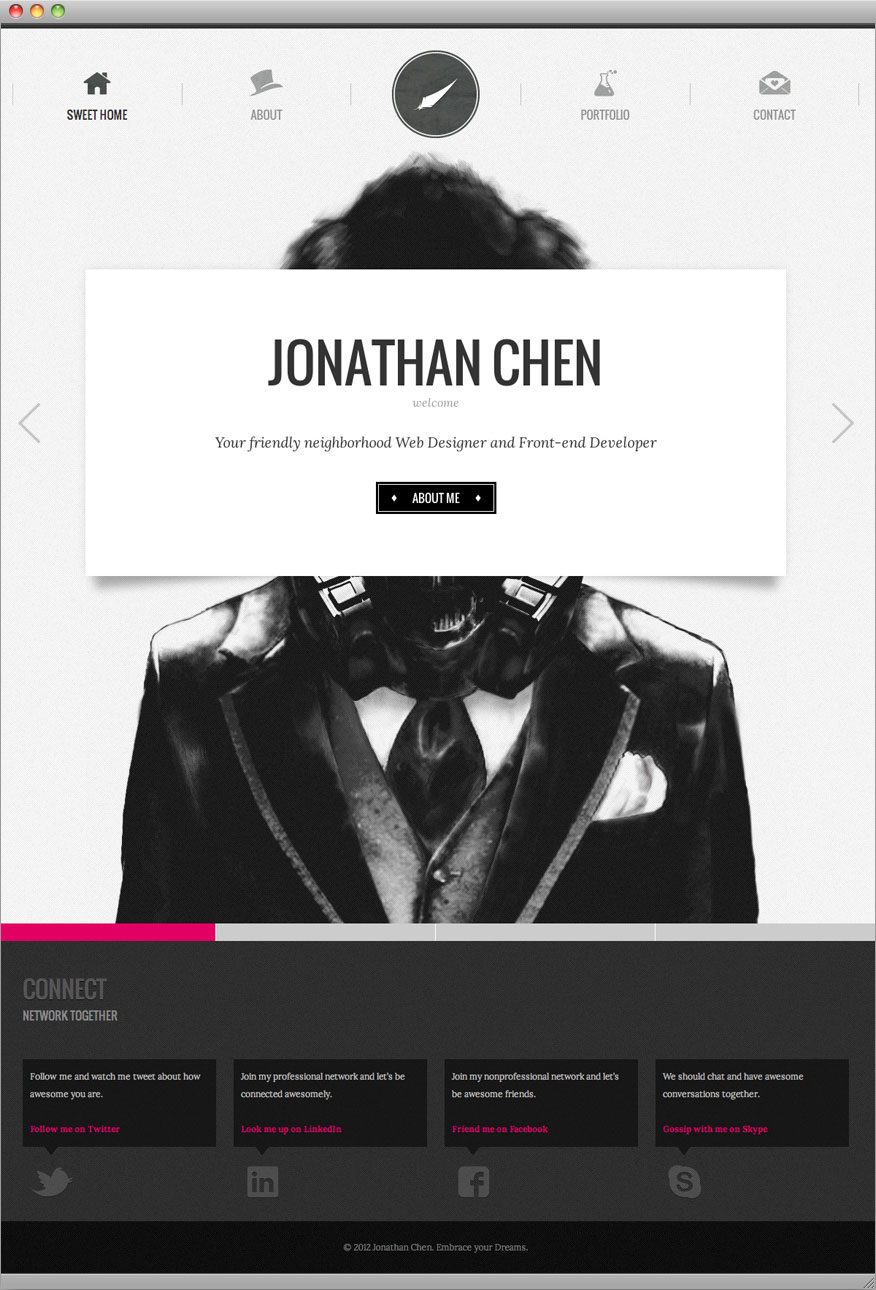 SWEET HOME
ABOUT
PORTFOLIO
CONTACT
JONATHAN CHEN
welcome
Your friendly neighborhood Web Designer and Front-end Developer
ABOUT ME
CONNECT
NETWORK TOGETHER
Follow me and watch me tweet about how
awesome you are.
Follow me on Twitter
Join my professional network and let's be
connected awesomely.
Look me up on LinkedIn
Join my nonprofessional network and let's
be awesome friends.
Friend me on Facebook
We should chat and have awesome
conversations together.
Gossip with me on Skype
in
f
S
© 2012 Jonathan Chen. Embrace your Dreams.